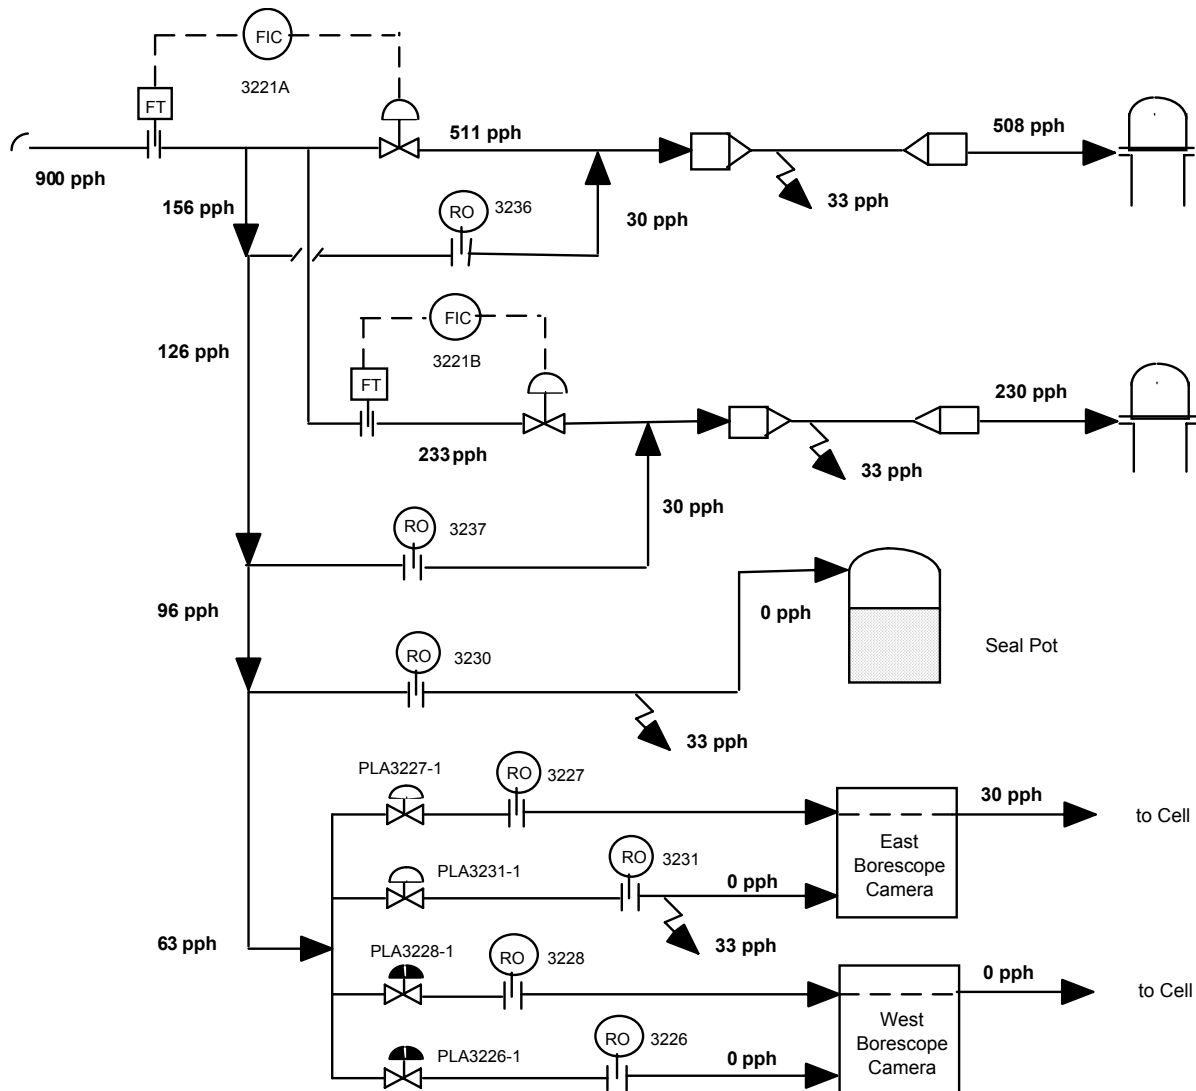 FIC
3221A
FT
511 pph
508 pph
900 pph
156 pph
RO
3236
30 pph
33 pph
FIC
3221B
126 pph
FT
230 pph
233 pph
33 pph
30 pph
RO
3237
96 pph
0 pph
RO
3230
Seal Pot
33 pph
PLA3227-1
RO
3227
30 pph
to Cell
East
Borescope
Camera
PLA3231-1
RO
3231
0 pph
63 pph
33 pph
PLA3228-1
RO
3228
0 pph
to Cell
West
Borescope
Camera
PLA3226-1
RO
3226
0 pph